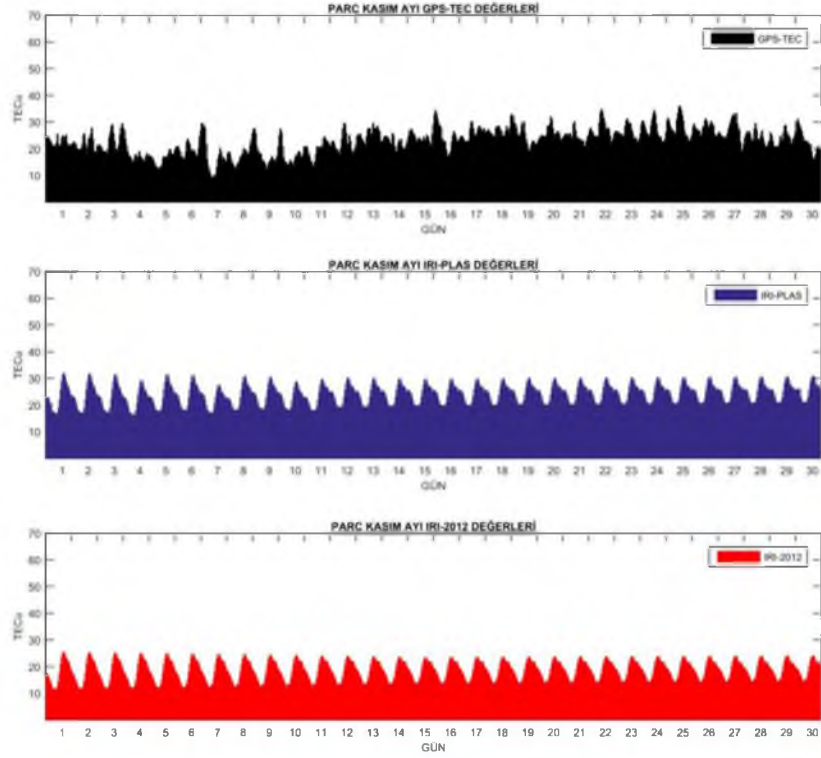 PARC KASIM AYI GPS-TEC DEĞERLERİ
70
60
50
40
30
20
10
TECu
GPS-TEC
1 2 3 4 5 6 7 8 9 10 11 12 13 14 15 16 17 18 19 20 21 22 23 24 25 26 27 28 29 30
GÜN
PARC KASIM AYI IRI-PLAS DEĞERLERİ
70
60
50
40
30
20
10
TECu
IRI-PLAS
1 2 3 4 5 6 7 8 9 10 11 12 13 14 15 16 17 18 19 20 21 22 23 24 25 26 27 28 29 30
GÜN
PARC KASIM AYI IRI-2012 DEĞERLERİ
70
60
50
40
30
20
10
TECu
IRI-2012
1 2 3 4 5 6 7 8 9 10 11 12 13 14 15 16 17 18 19 20 21 22 23 24 25 26 27 28 29 30
GÜN